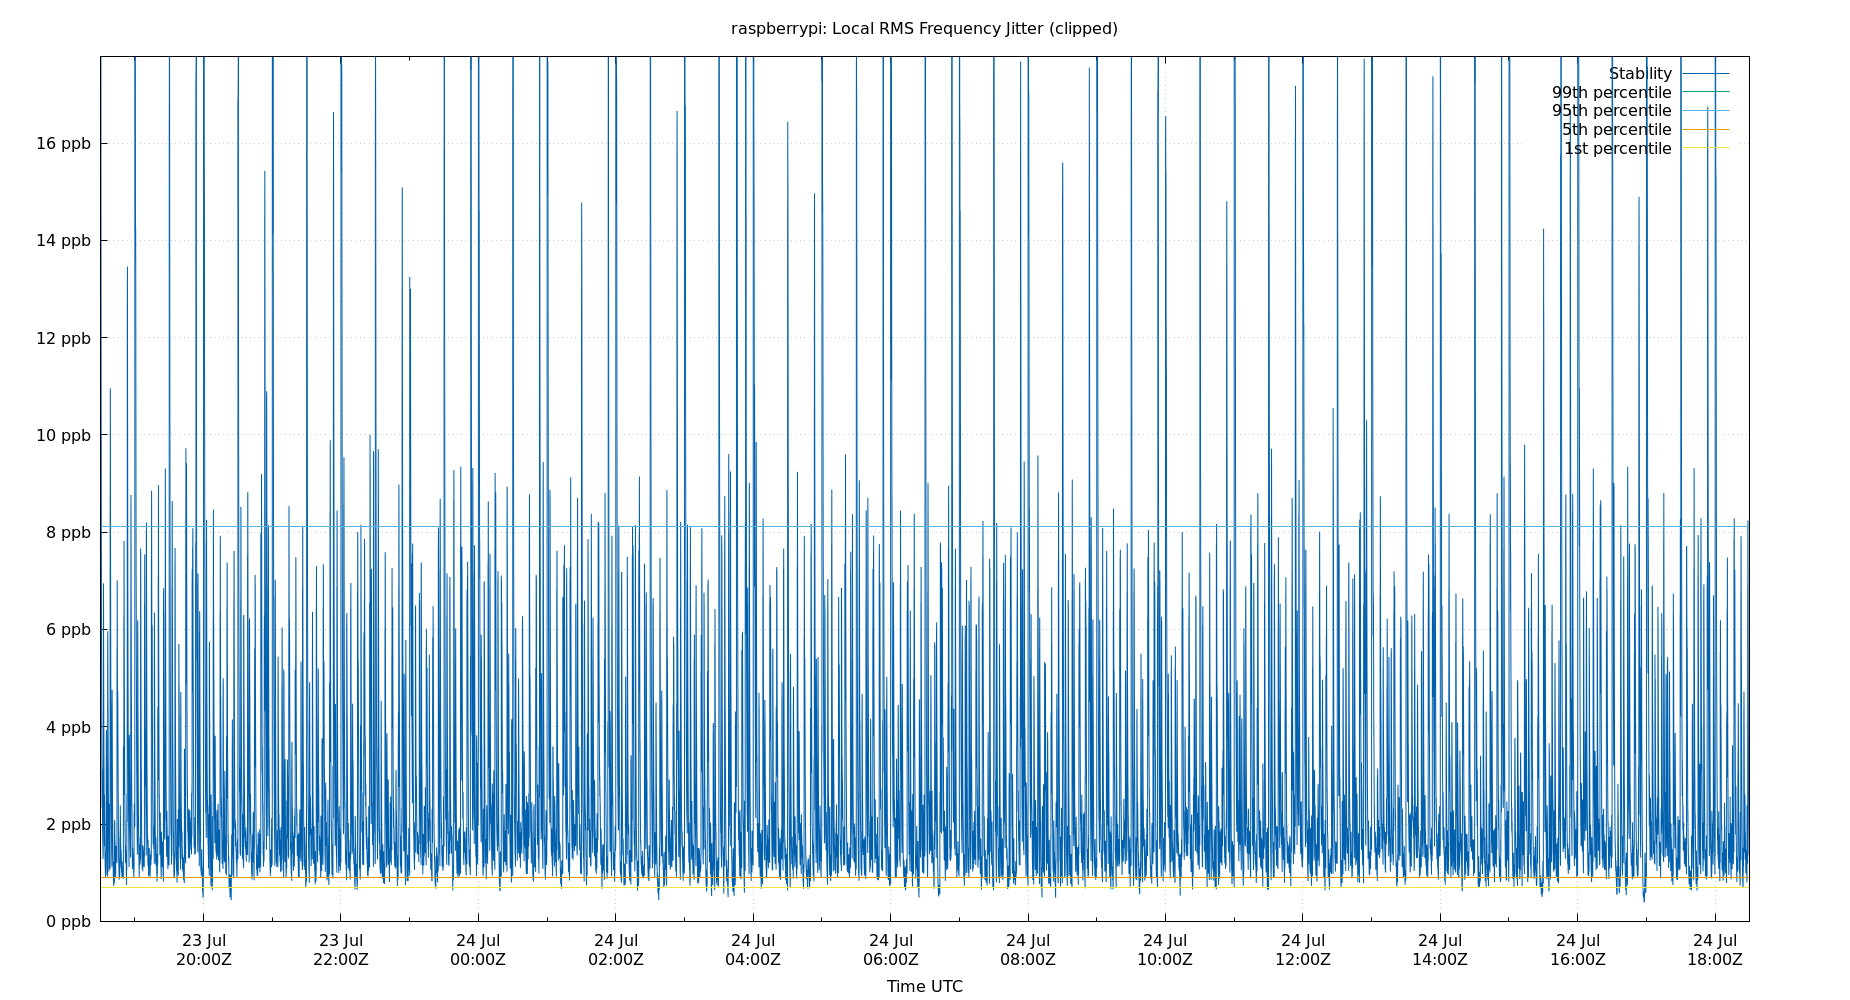 raspberrypi: Local RMS Frequency Jitter (clipped)
Stability
99th percentile
95th percentile
5th percentile
1st percentile
16 ppb
14 ppb
12 ppb
10 ppb
8 ppb
6 ppb
4 ppb
2 ppb
0 ppb
23 Jul 23 Jul 24 Jul 24 Jul 24 Jul 24 Jul 24 Jul 24 Jul 24 Jul 24 Jul 24 Jul 24 Jul
20:00Z 22:00Z 00:00Z 02:00Z 04:00Z 06:00Z 08:00Z 10:00Z 12:00Z 14:00Z 16:00Z 18:00Z
Time UTC